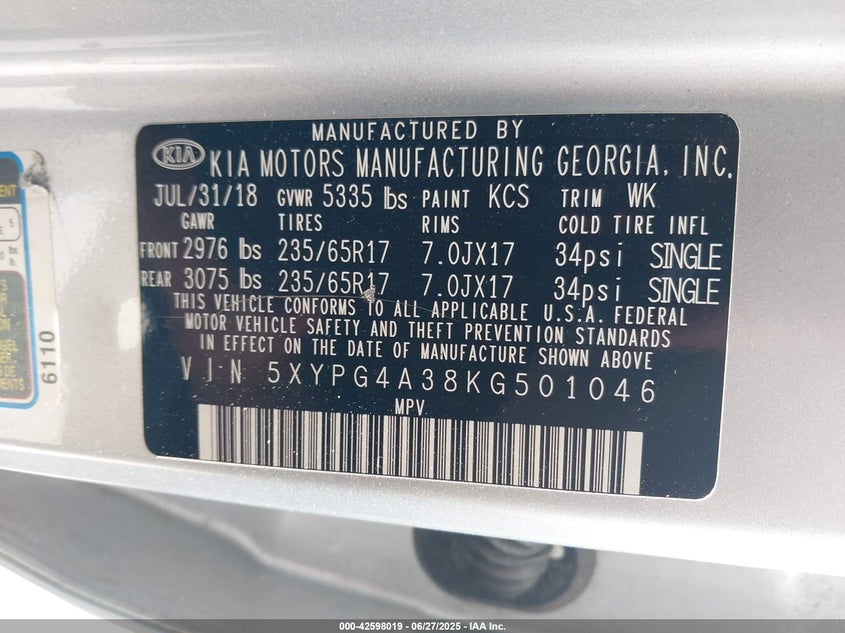 MANUFACTURED BY
KIA KIA MOTORS MANUFACTURING GEORGIA, INC.
JUL/31/18 GVWR 5335 lbs PAINT KCS TRIM WK
GAWR TIRES RIMS COLD TIRE INFL
FRONT 2976 lbs 235/65R17 7.0JX17 34psi SINGLE
REAR 3075 lbs 235/65R17 7.0JX17 34psi SINGLE
THIS VEHICLE CONFORMS TO ALL APPLICABLE U.S.A. FEDERAL
MOTOR VEHICLE SAFETY AND THEFT PREVENTION STANDARDS
IN EFFECT ON THE DATE OF MANUFACTURE SHOWN ABOVE
VIN 5XYPG4A38KG501046
MPV
6110
000-42598019 - 06/27/2025 - IAA Inc.